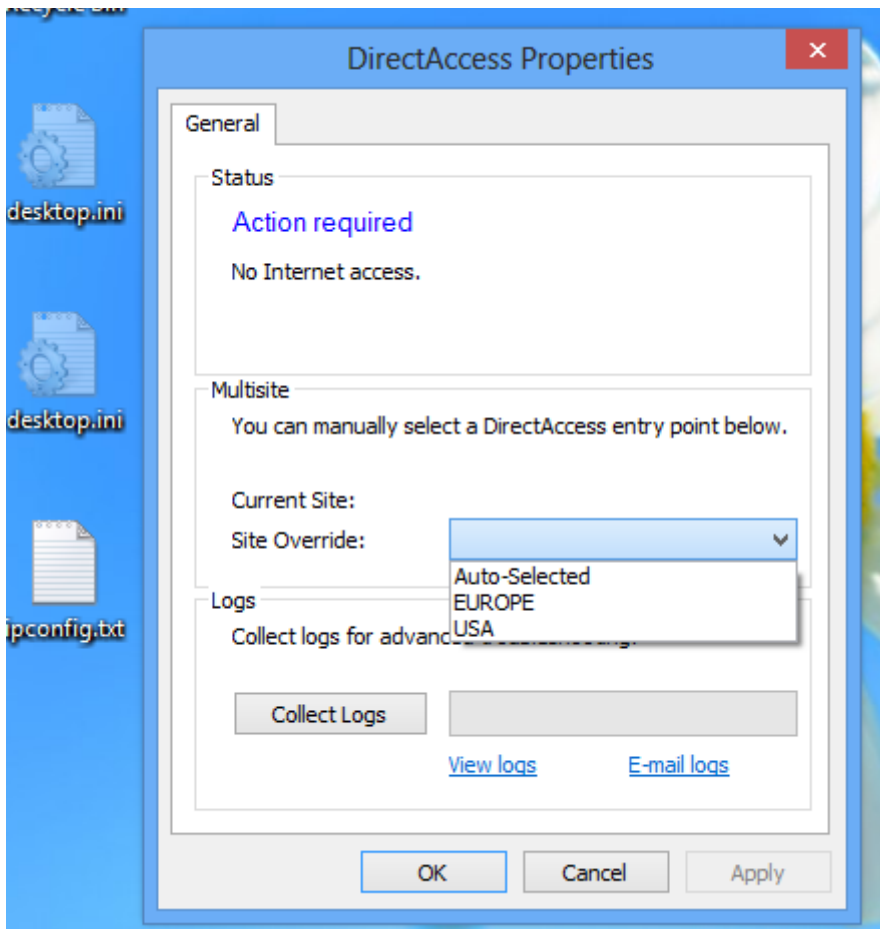 DirectAccess Properties
General
desktop.ini
Status
Action required
No Internet access.
desktop.ini
Multisite
You can manually select a DirectAccess entry point below.
Current Site:
Site Override:
Auto-Selected
EUROPE
USA
ipconfig.txt
Logs
Collect logs for
Collect Logs
View logs
E-mail logs
OK
Cancel
Apply